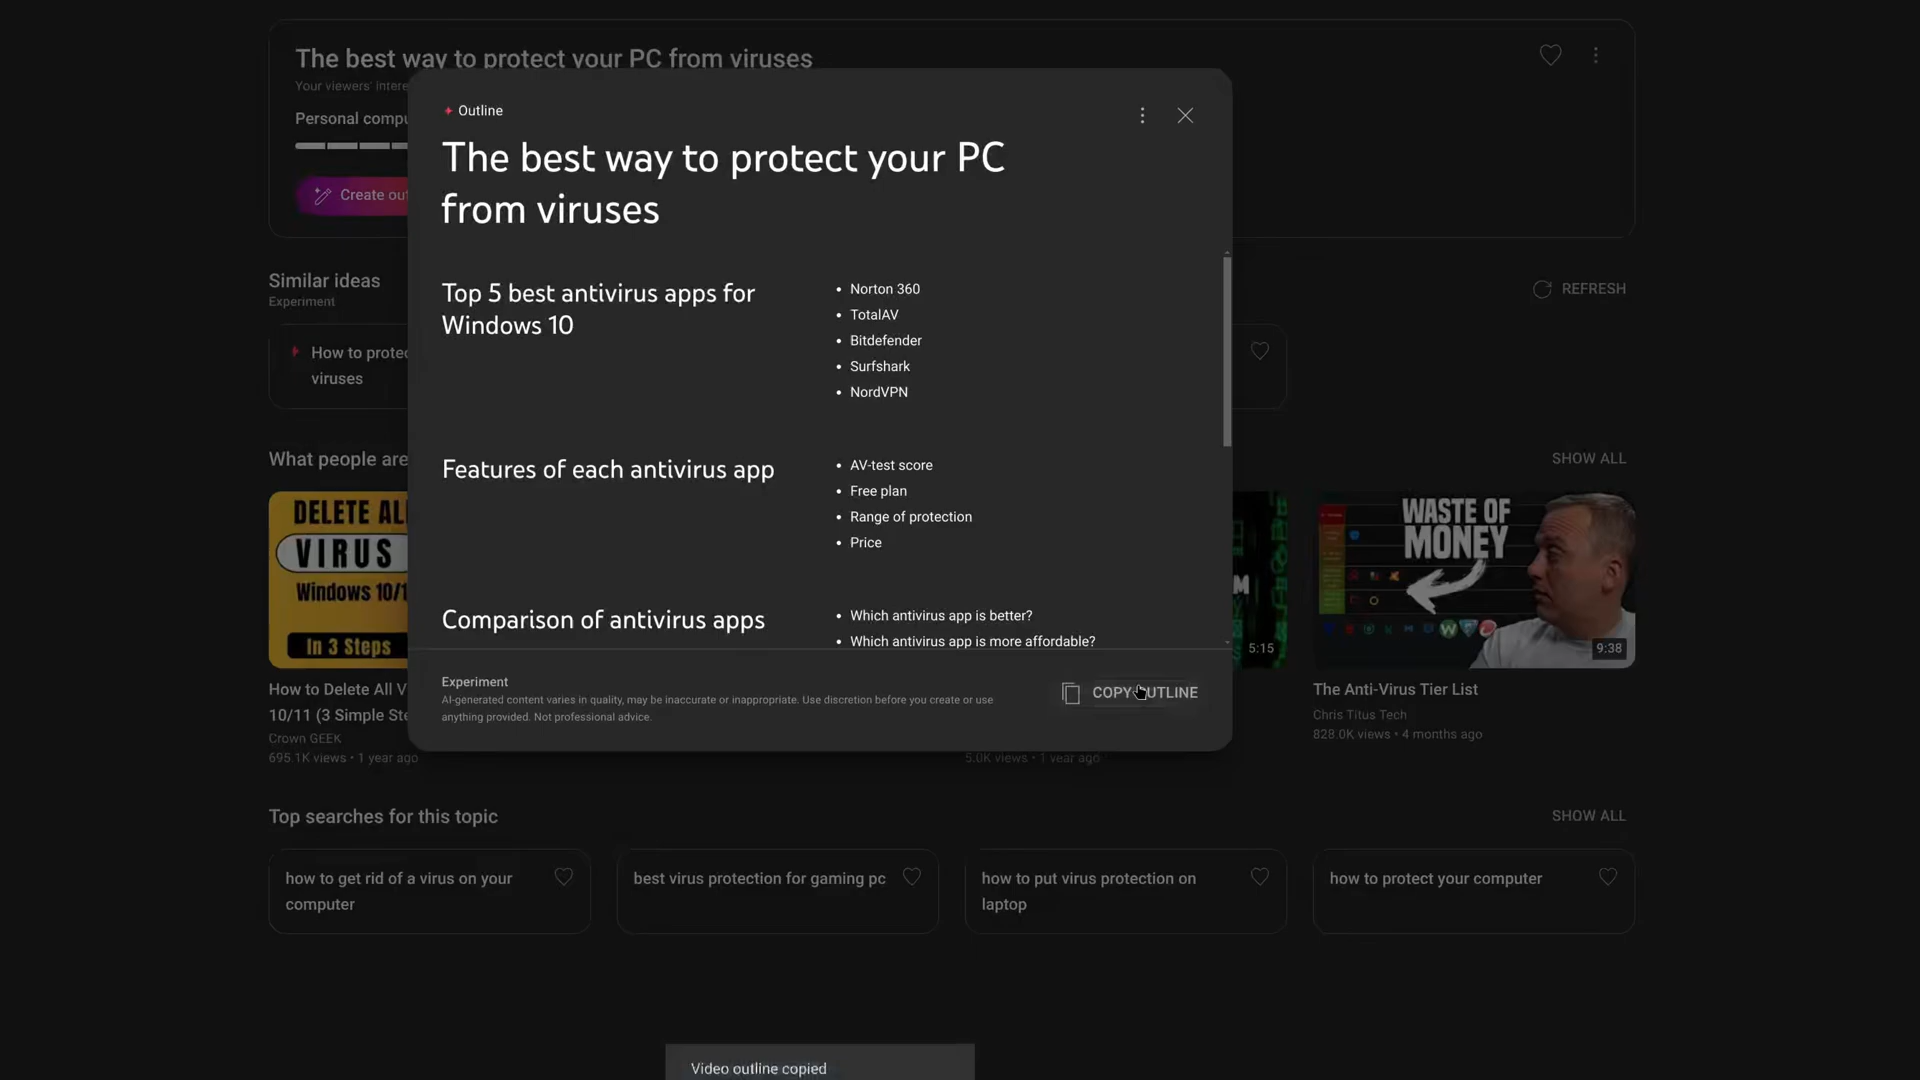 The best way to protect your PC from viruses
Your viewers' intere
Personal compu
Create out
Outline
The best way to protect your PC
from viruses
Top 5 best antivirus apps for
Windows 10
• Norton 360
• TotalAV
• Bitdefender
• Surfshark
• NordVPN
Features of each antivirus app
• AV-test score
• Free plan
• Range of protection
• Price
Comparison of antivirus apps
• Which antivirus app is better?
• Which antivirus app is more affordable?
Experiment
AI-generated content varies in quality, may be inaccurate or inappropriate. Use discretion before you create or use
anything provided. Not professional advice.
COPY OUTLINE
Similar ideas
Experiment
REFRESH
How to protec
viruses
What people are
SHOW ALL
DELETE AL
VIRUS
Windows 10/1
In 3 Steps
How to Delete All V
10/11 (3 Simple Ste
Crown GEEK
695.1K views • 1 year ago
5:15
5.0K views • 1 year ago
WASTE OF
MONEY
9:38
The Anti-Virus Tier List
Chris Titus Tech
828.0K views • 4 months ago
Top searches for this topic
SHOW ALL
how to get rid of a virus on your
computer
best virus protection for gaming pc
how to put virus protection on
laptop
how to protect your computer
Video outline copied